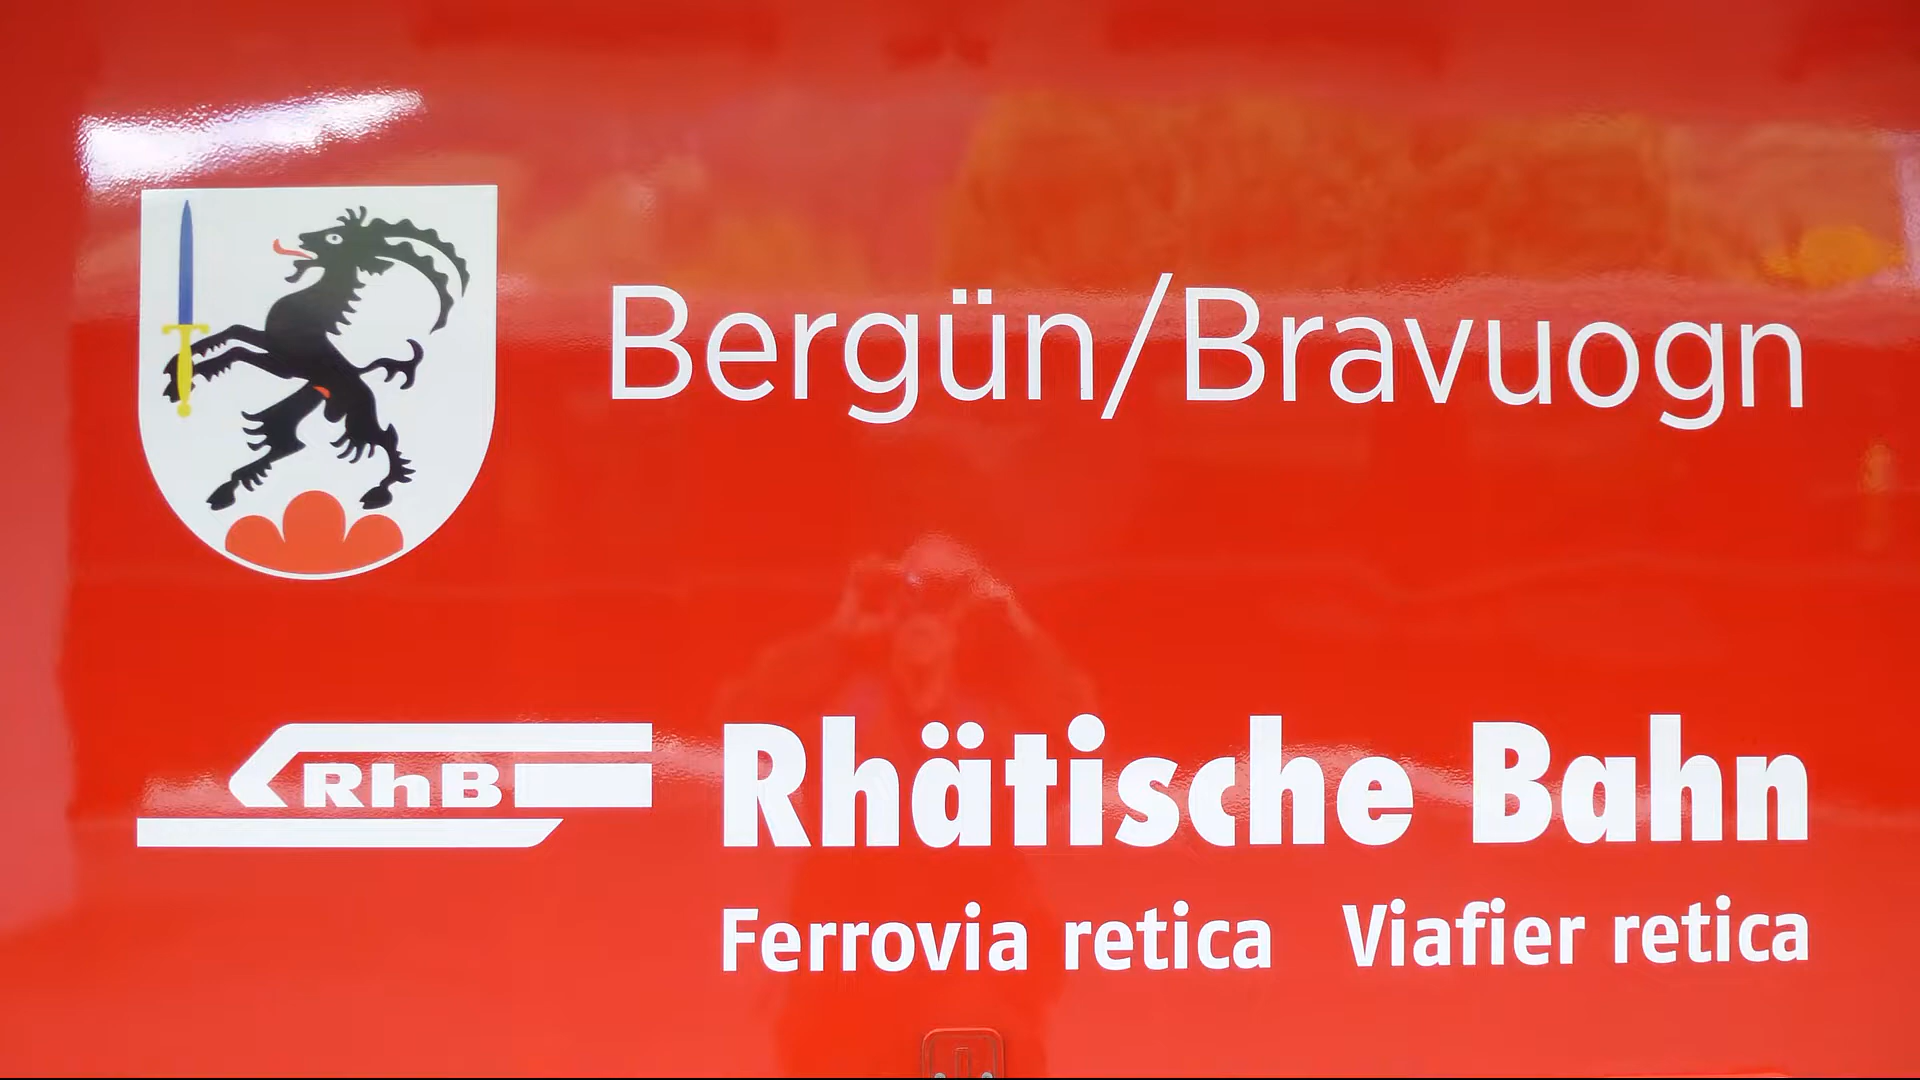 Bergün/Bravuogn
RhB Rhätische Bahn
Ferrovia retica Viafier retica